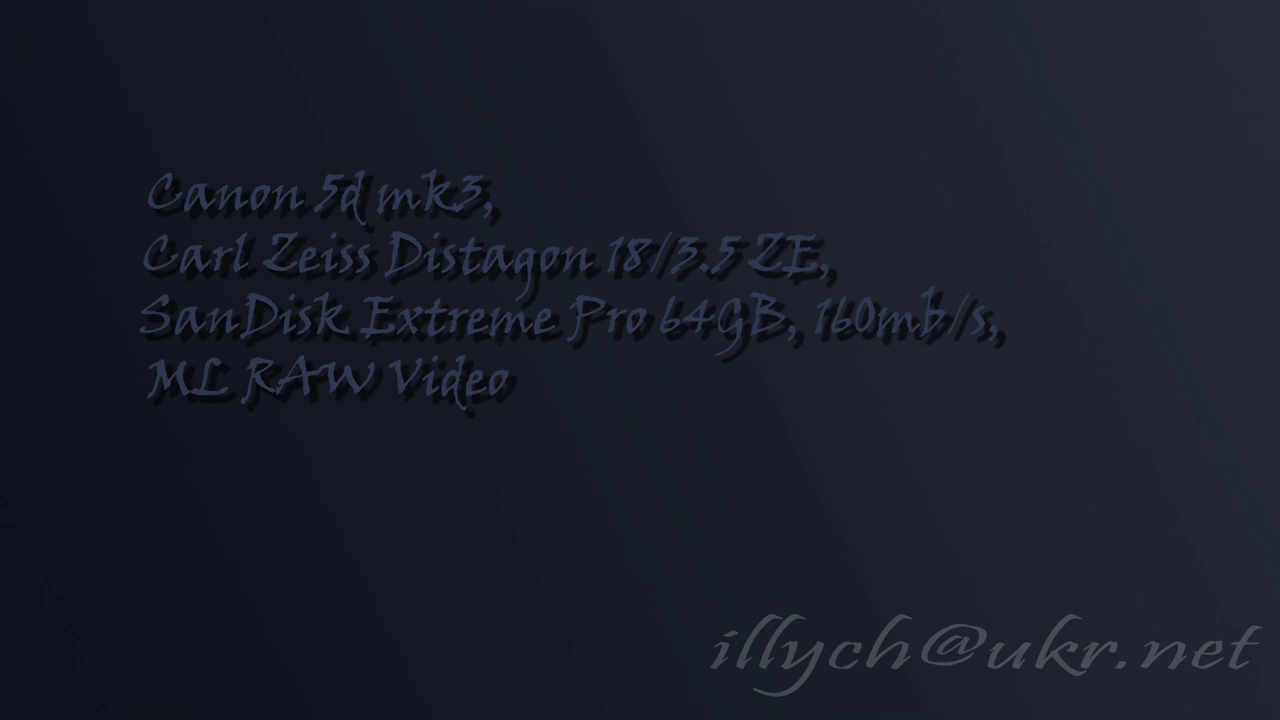 Canon 5d mk3,
Carl Zeiss Distagon 18/3.5 ZE,
SanDisk Extreme Pro 64GB, 160mb/s,
ML RAW Video
illych@ukr.net